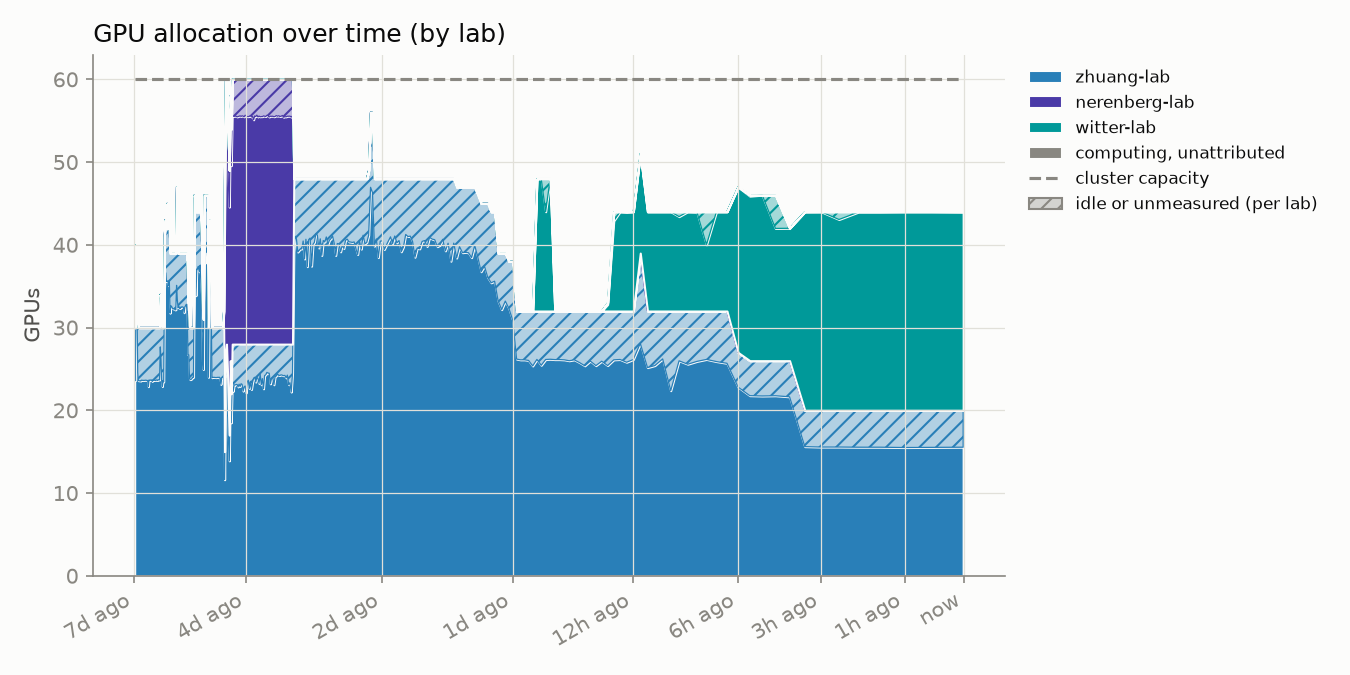 GPU allocation over time (by lab)
GPUs
60
50
40
30
20
10
0
7d ago
4d ago
2d ago
1d ago
12h ago
6h ago
3h ago
1h ago
now
zhuang-lab
nerenberg-lab
witter-lab
computing, unattributed
cluster capacity
idle or unmeasured (per lab)